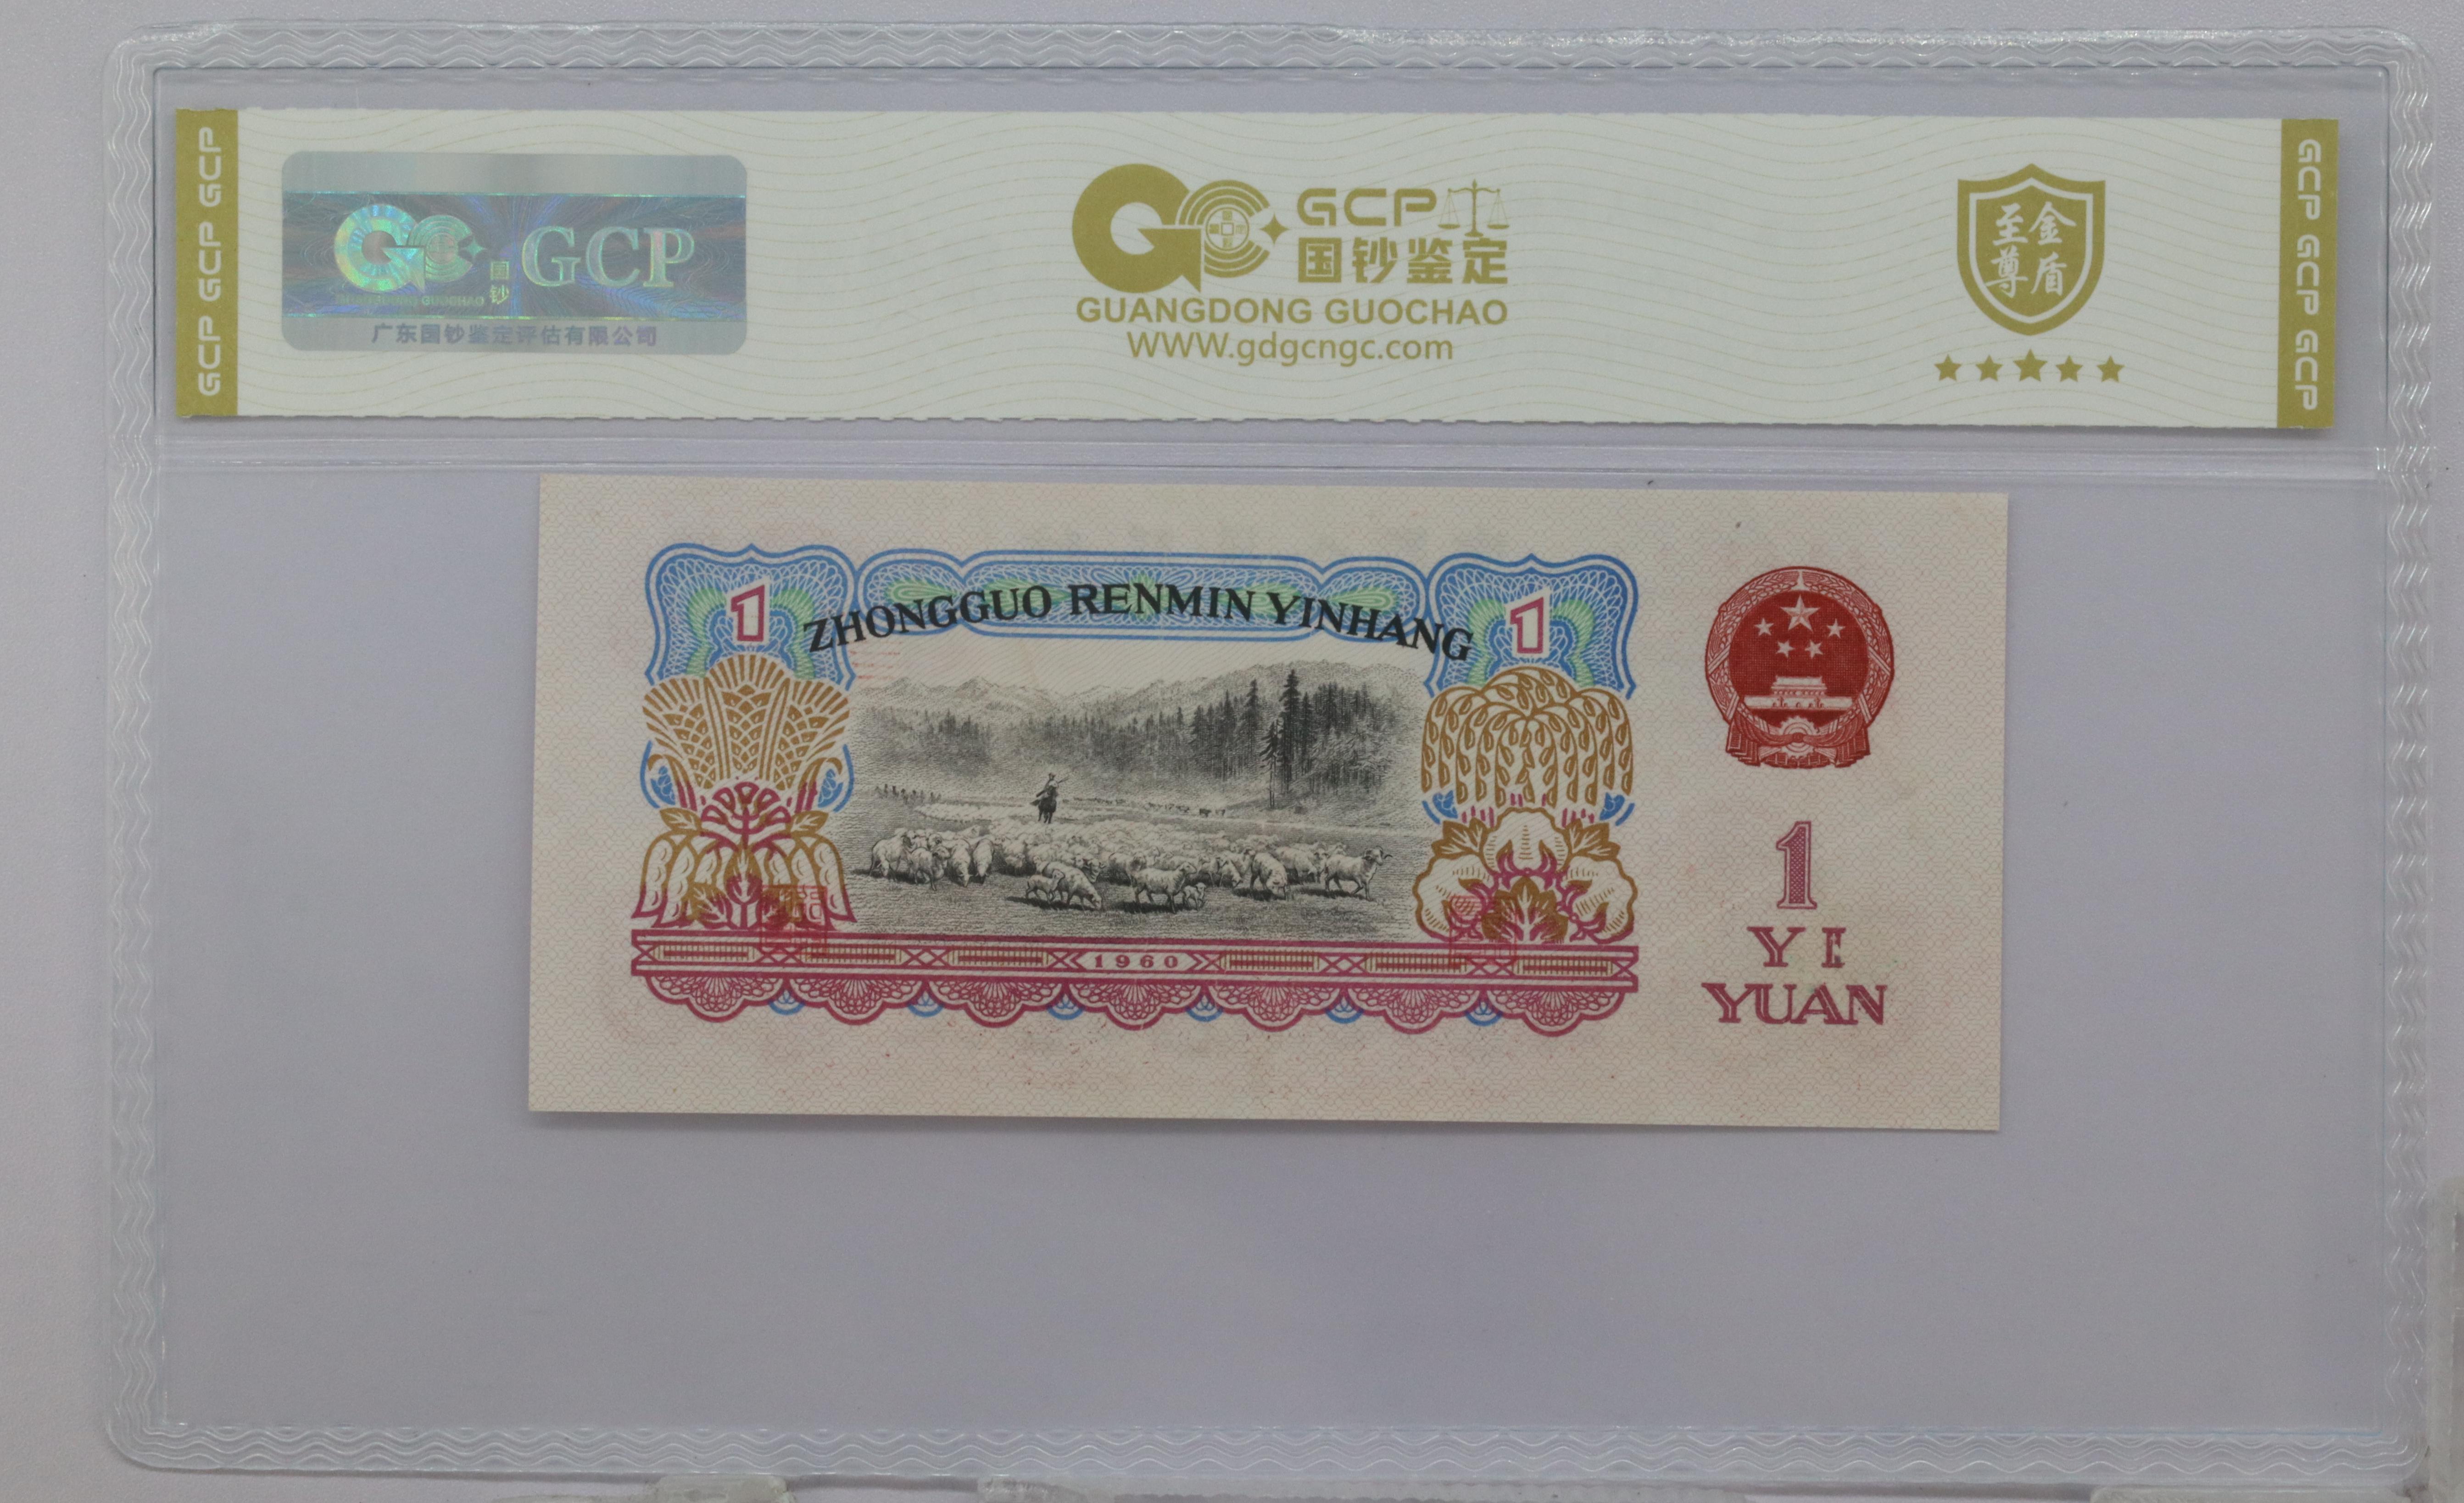 GCP GCP GCP
国钞
GCP
GUANGDONG GUOCHAO
广东国钞鉴定评估有限公司
GCP
国钞鉴定
GUANGDONG GUOCHAO
WWW.gdgcngc.com
金盾
至尊
GCP GCP GCP
1
ZHONGGUO RENMIN YINHANG
1
1960
1
YI
YUAN